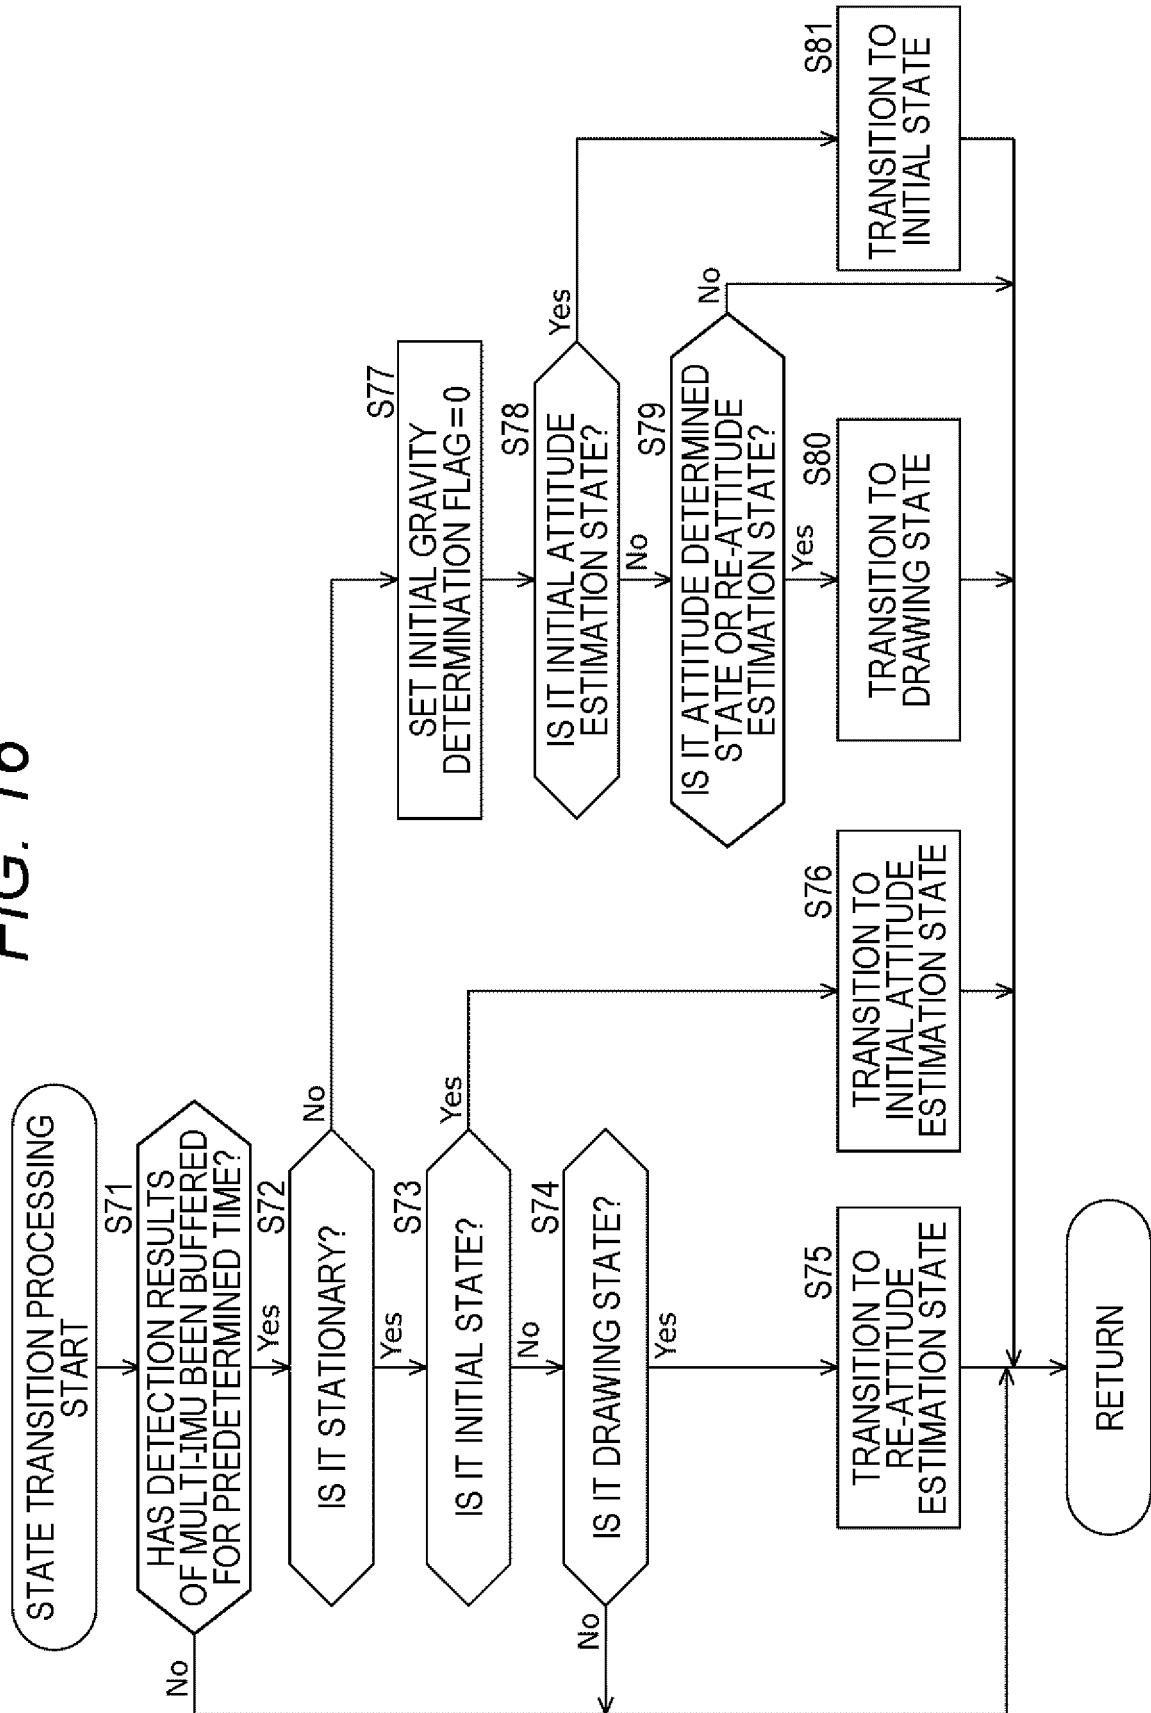 FIG. 16
STATE TRANSITION PROCESSING
START
S71
HAS DETECTION RESULTS
OF MULTI-IMU BEEN BUFFERED
FOR PREDETERMINED TIME?
No
Yes
S72
IS IT STATIONARY?
No
Yes
S73
IS IT INITIAL STATE?
Yes
No
S74
IS IT DRAWING STATE?
No
Yes
S75
TRANSITION TO
RE-ATTITUDE
ESTIMATION STATE
S76
TRANSITION TO
INITIAL ATTITUDE
ESTIMATION STATE
S77
SET INITIAL GRAVITY
DETERMINATION FLAG=0
S78
IS IT INITIAL ATTITUDE
ESTIMATION STATE?
Yes
No
S79
IS IT ATTITUDE DETERMINED
STATE OR RE-ATTITUDE
ESTIMATION STATE?
No
Yes
S80
TRANSITION TO
DRAWING STATE
S81
TRANSITION TO
INITIAL STATE
RETURN